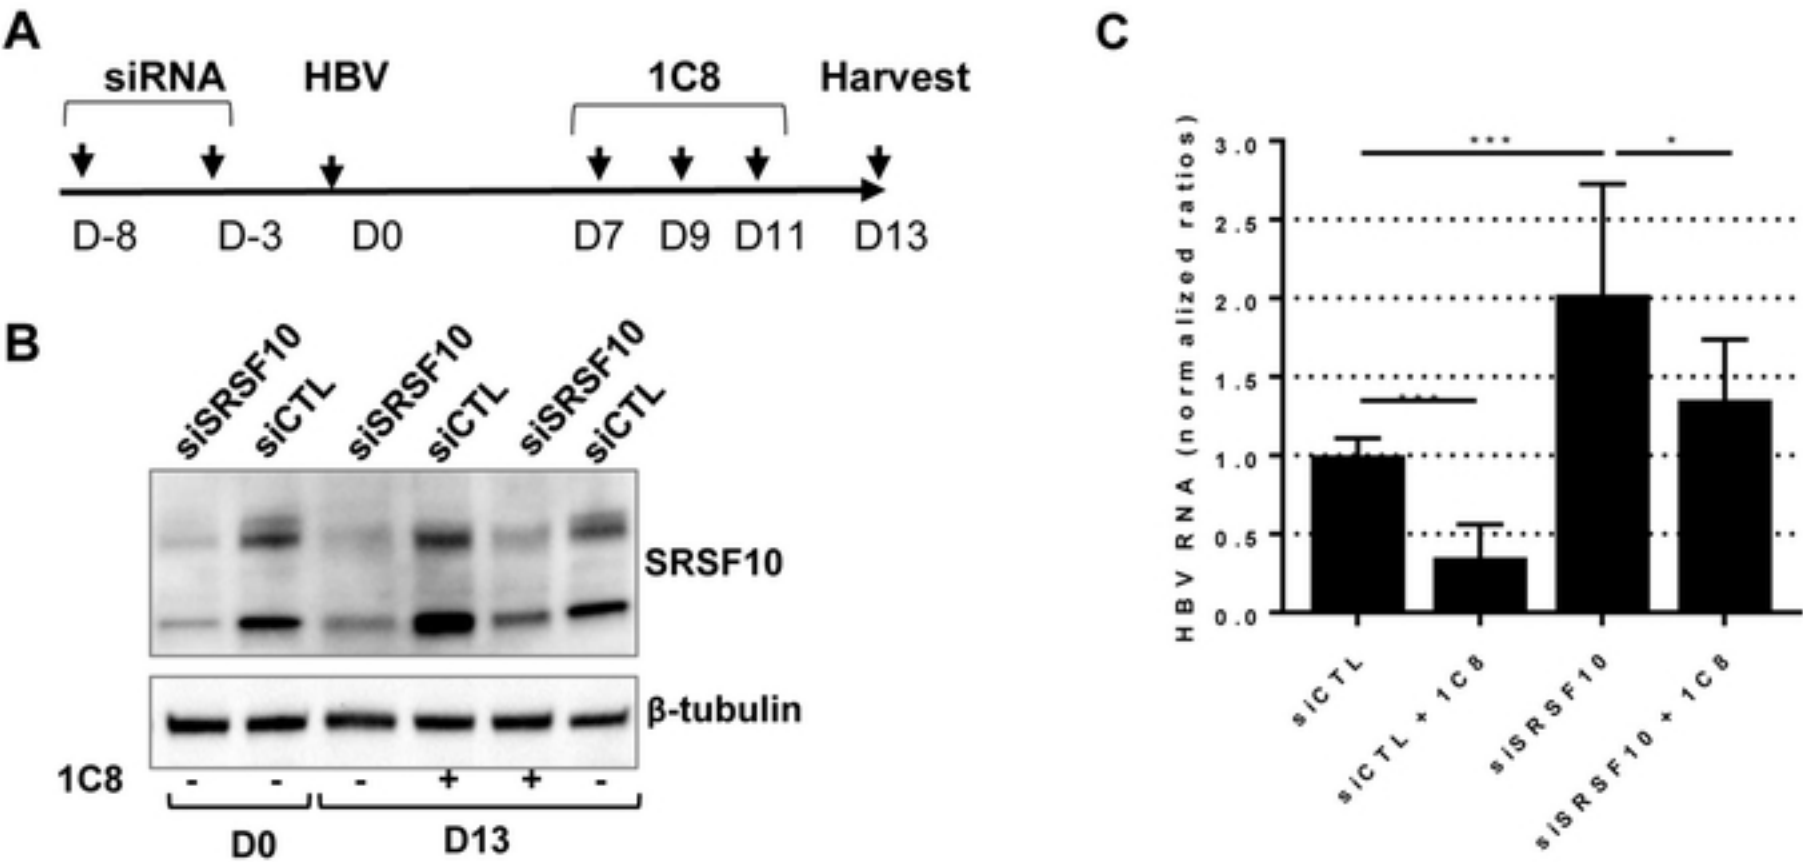 A
siRNA HBV 1C8 Harvest
D-8 D-3 D0 D7 D9 D11 D13
B
siSRSF10 siCTL siSRSF10 siCTL siSRSF10 siCTL
SRSF10
β-tubulin
1C8 - - - + + -
D0 D13
C
HBV RNA (normalized ratios)
3.0
2.5
2.0
1.5
1.0
0.5
0.0
*** *
***
siCTL
siCTL + 1C8
siSRSF10
siSRSF10 + 1C8